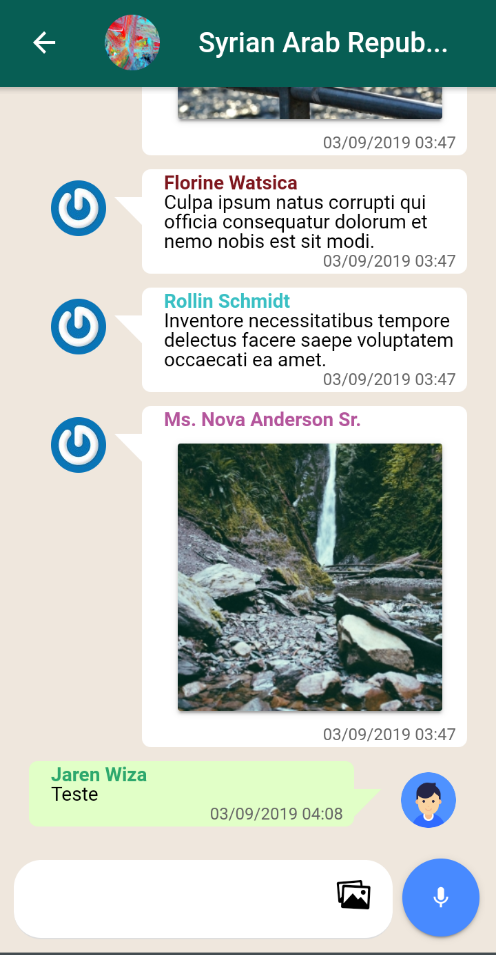 Syrian Arab Repub...
03/09/2019 03:47
Florine Watsica
Culpa ipsum natus corrupti qui
officia consequatur dolorum et
nemo nobis est sit modi.
03/09/2019 03:47
Rollin Schmidt
Inventore necessitatibus tempore
delectus facere saepe voluptatem
occaecati ea amet.
03/09/2019 03:47
Ms. Nova Anderson Sr.
03/09/2019 03:47
Jaren Wiza
Teste
03/09/2019 04:08